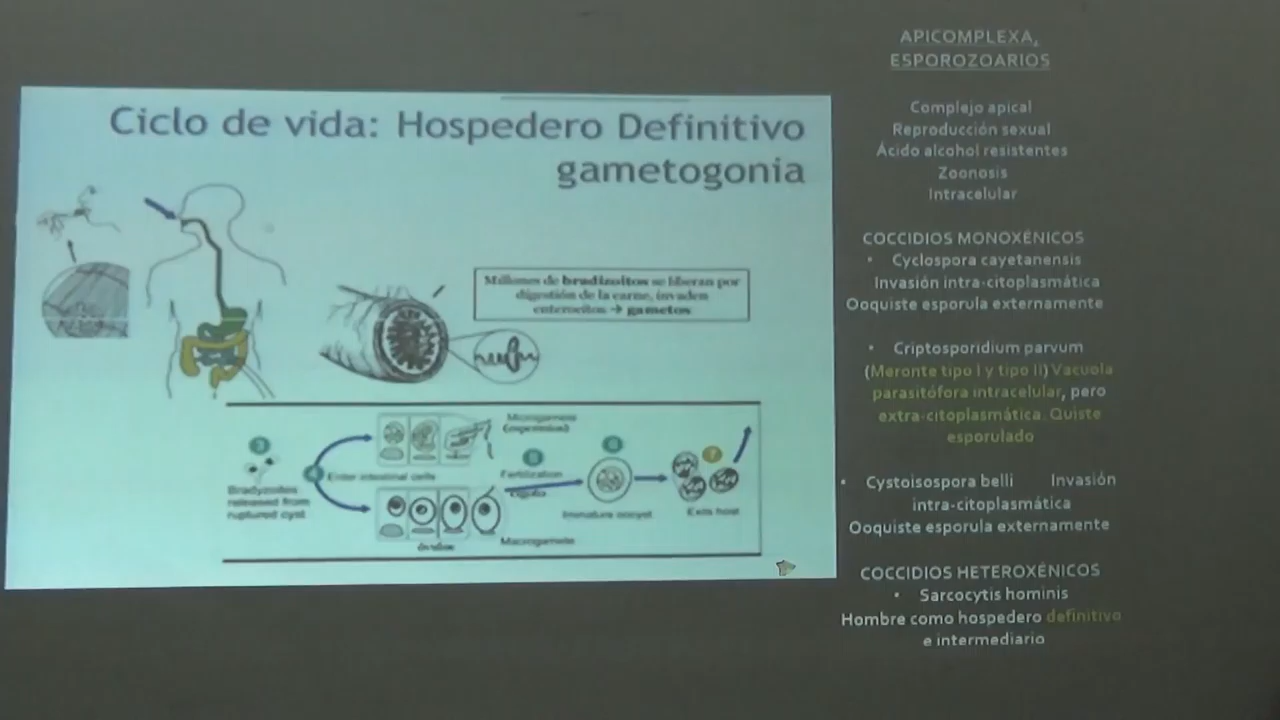 Ciclo de vida: Hospedero Definitivo
gametogonia
Millones de bradizoitos se liberan por
digestión de la carne, invaden
enterocitos → gametos
Microgametes
3
Enter intestinal cells
5
Fertilization
6
7
Bradyzoites
released from
ruptured cyst
Immature oocyst
Exits host
Macrogamete
APICOMPLEXA,
ESPOROZOARIOS
Complejo apical
Reproducción sexual
Ácido alcohol resistentes
Zoonosis
Intracelular
COCCIDIOS MONOXÉNICOS
• Cyclospora cayetanensis
Invasión intra-citoplasmática
Ooquiste esporula externamente
• Criptosporidium parvum
(Meronte tipo I y tipo II) Vacuola
parasitófora intracelular, pero
extra-citoplasmática. Quiste
esporulado
• Cystoisospora belli Invasión
intra-citoplasmática
Ooquiste esporula externamente
COCCIDIOS HETEROXÉNICOS
• Sarcocytis hominis
Hombre como hospedero definitivo
e intermediario